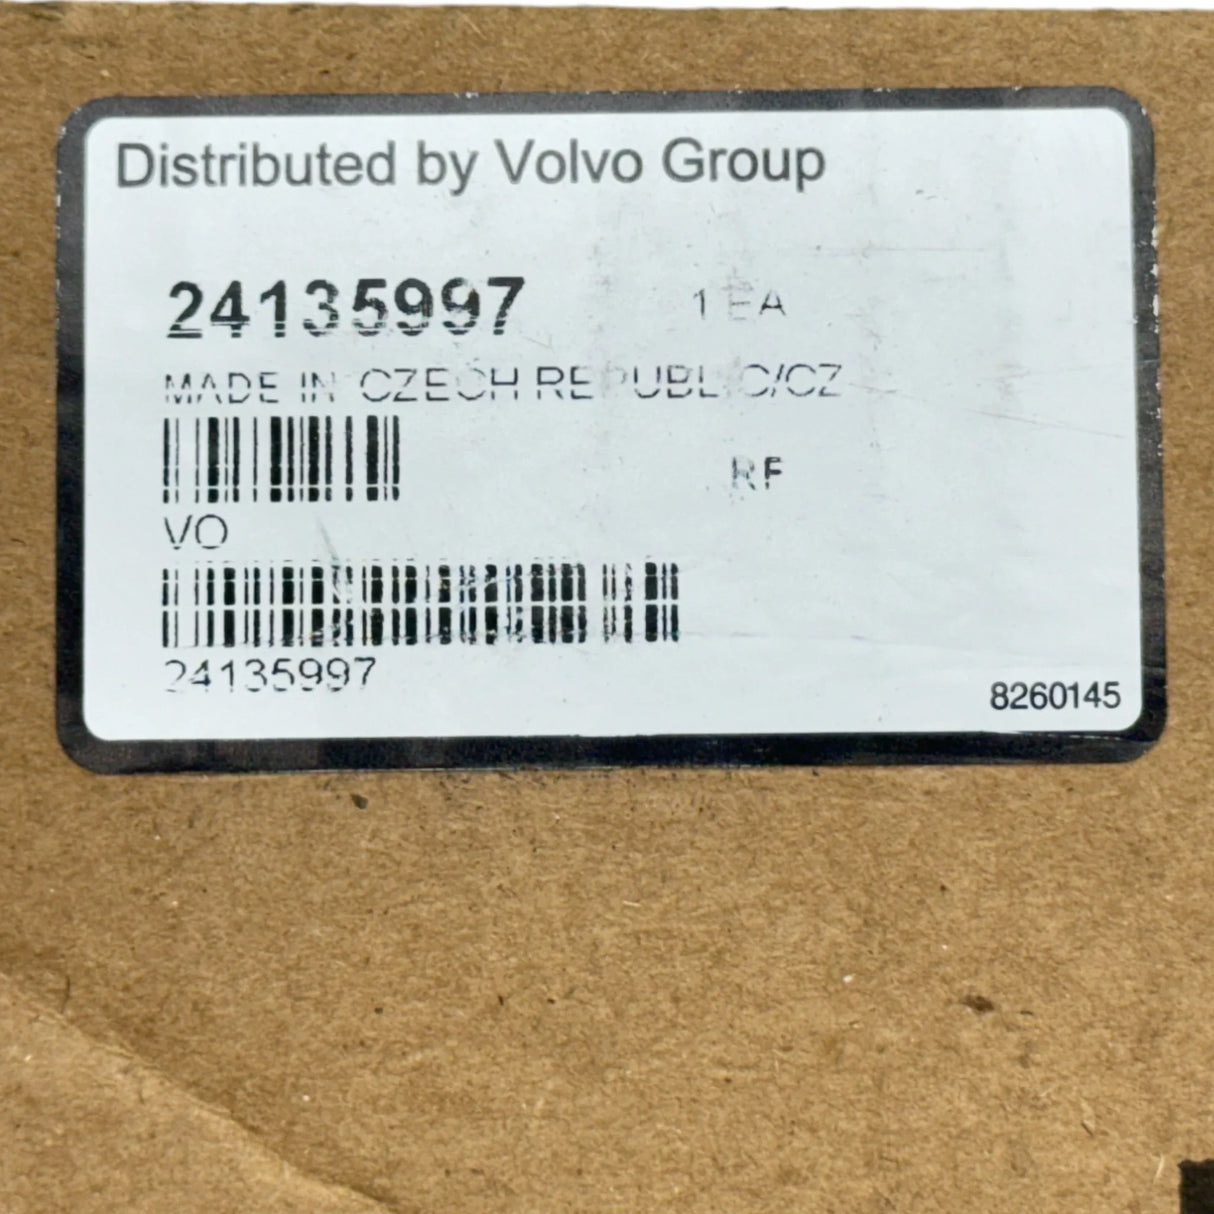 Distributed by Volvo Group
24135997 1 EA
MADE IN CZECH REPUBLIC/CZ
RF
VO
24135997
8260145